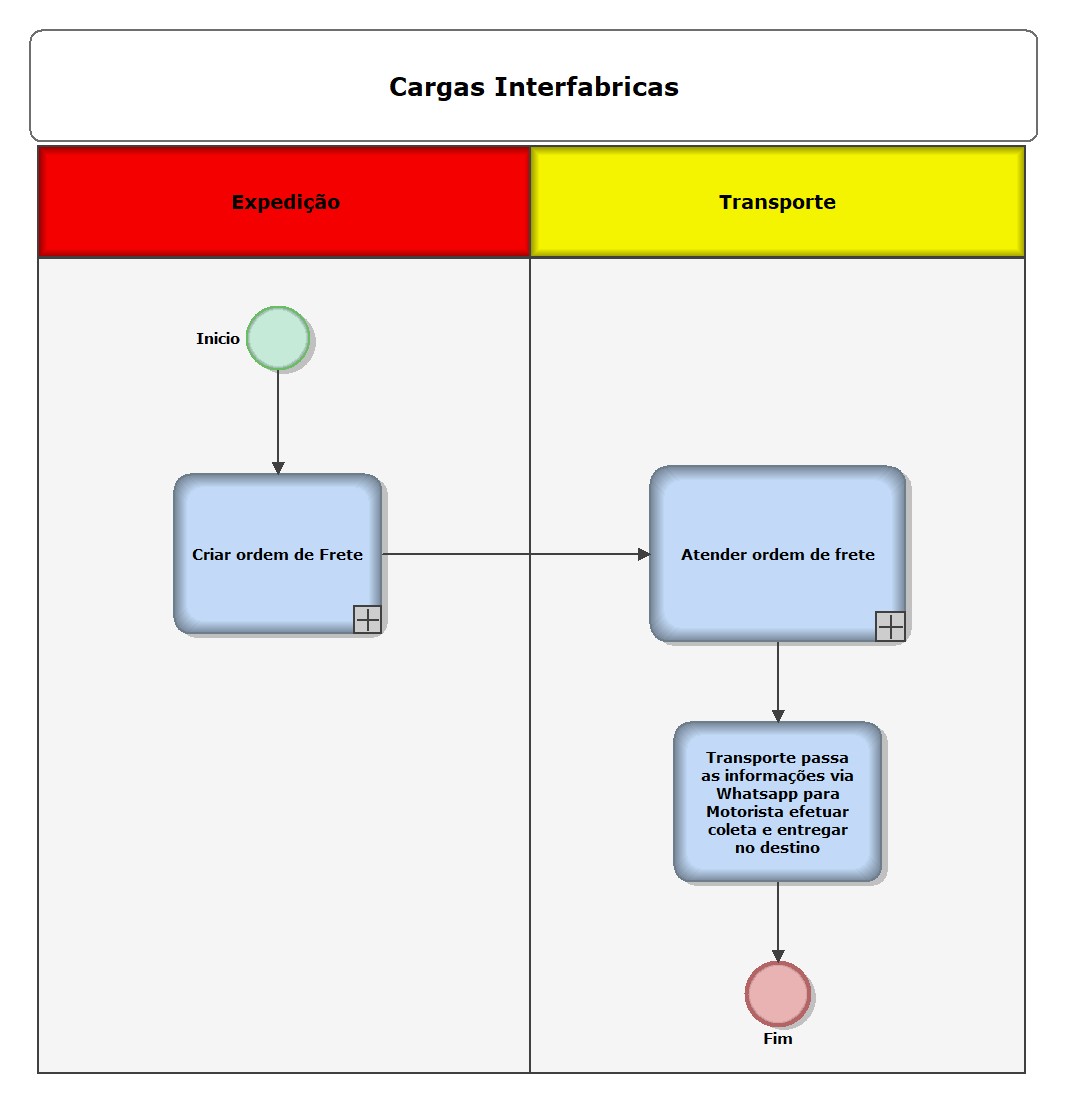 Cargas Interfabricas
Expedição
Transporte
Inicio
Criar ordem de Frete
Atender ordem de frete
Transporte passa
as informações via
Whatsapp para
Motorista efetuar
coleta e entregar
no destino
Fim